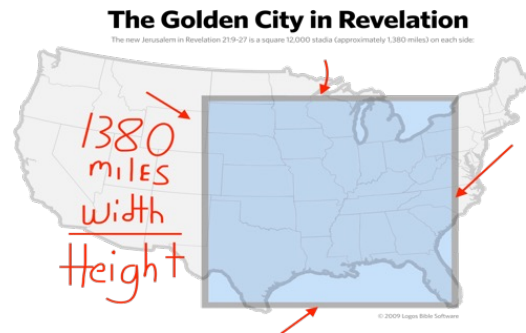 The Golden City in Revelation
The new Jerusalem in Revelation 21:9-27 is a square 12,000 stadia (approximately 1,380 miles) on each side:
1380
miles
width
Height
© 2009 Logos Bible Software